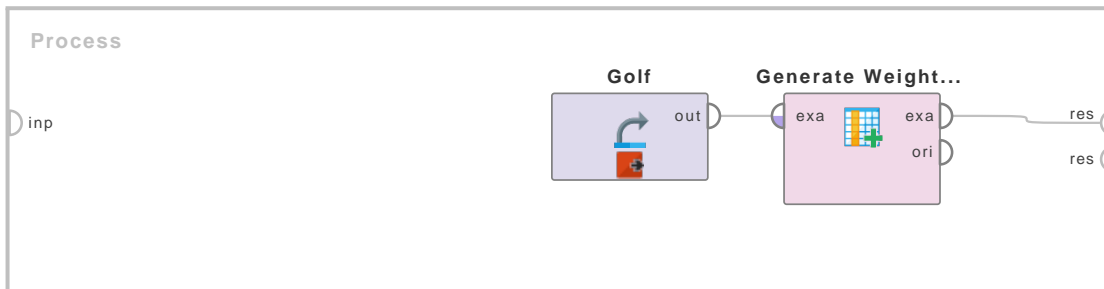 Process
inp
Golf
out
Generate Weight...
exa
exa
ori
res
res